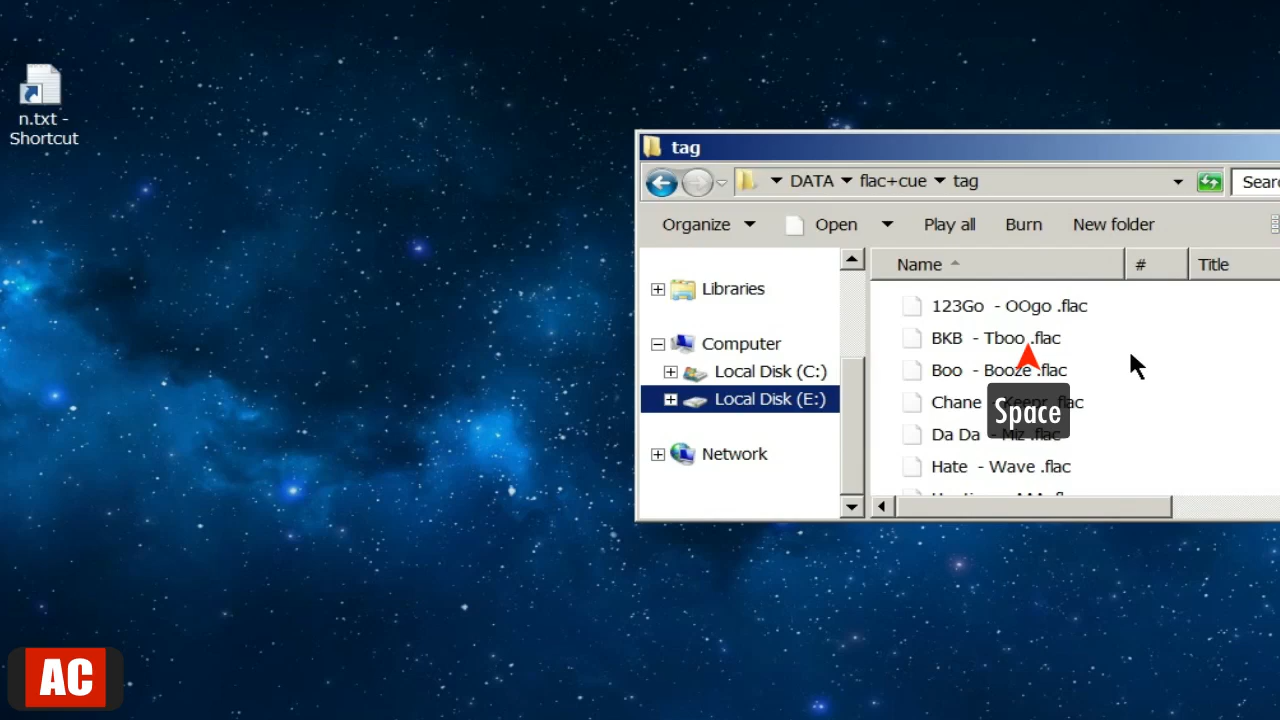 n.txt -
Shortcut
tag
DATA flac+cue tag
Organize Open Play all Burn New folder
Name # Title
Libraries
Computer
Local Disk (C:)
Local Disk (E:)
Network
123Go  - OOgo .flac
BKB  - Tboo .flac
Boo  - Booze .flac
Chane  - Keepr .flac
Da Da  - Miz .flac
Hate  - Wave .flac
Space
AC